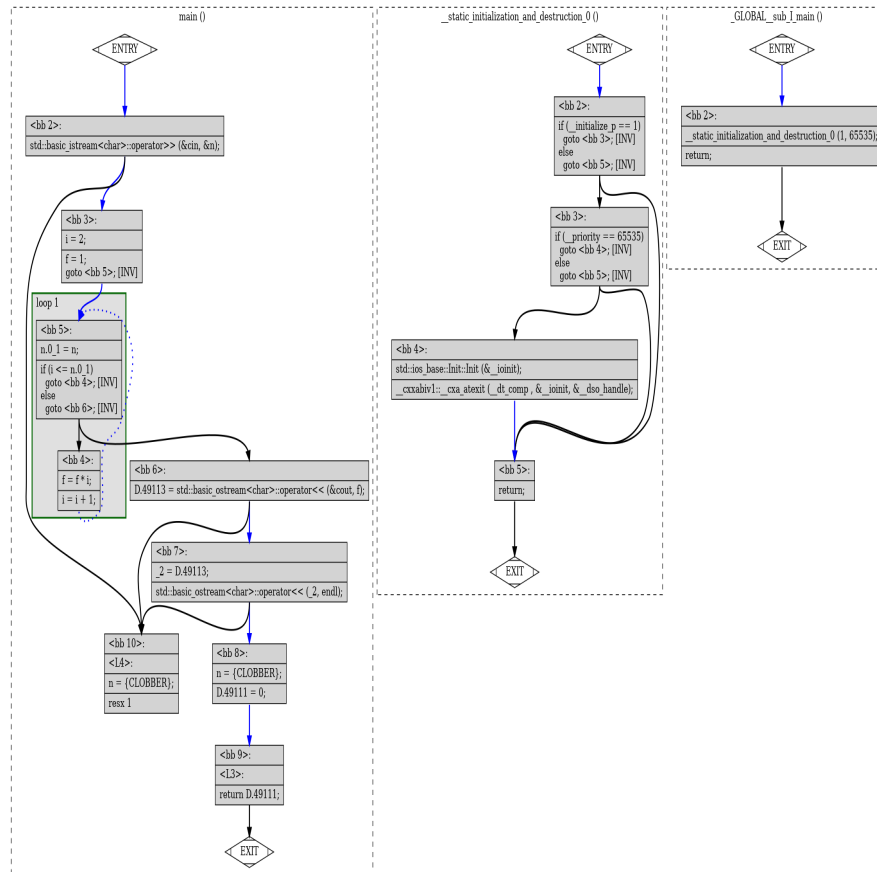 main ()
ENTRY
<bb 2>:
std::basic_istream<char>::operator>> (&cin, &n);
<bb 3>:
i = 2;
f = 1;
goto <bb 5>; [INV]
loop 1
<bb 5>:
n.0_1 = n;
if (i <= n.0_1)
goto <bb 4>; [INV]
else
goto <bb 6>; [INV]
<bb 4>:
f = f * i;
i = i + 1;
<bb 6>:
D.49113 = std::basic_ostream<char>::operator<< (&cout, f);
<bb 7>:
_2 = D.49113;
std::basic_ostream<char>::operator<< (_2, endl);
<bb 10>:
<L4>:
n = {CLOBBER};
resx 1
<bb 8>:
n = {CLOBBER};
D.49111 = 0;
<bb 9>:
<L3>:
return D.49111;
EXIT
__static_initialization_and_destruction_0 ()
ENTRY
<bb 2>:
if (__initialize_p == 1)
goto <bb 3>; [INV]
else
goto <bb 5>; [INV]
<bb 3>:
if (__priority == 65535)
goto <bb 4>; [INV]
else
goto <bb 5>; [INV]
<bb 4>:
std::ios_base::Init::Init (&__ioinit);
__cxxabiv1::__cxa_atexit (__dt_comp , &__ioinit, &__dso_handle);
<bb 5>:
return;
EXIT
_GLOBAL__sub_I_main ()
ENTRY
<bb 2>:
__static_initialization_and_destruction_0 (1, 65535);
return;
EXIT